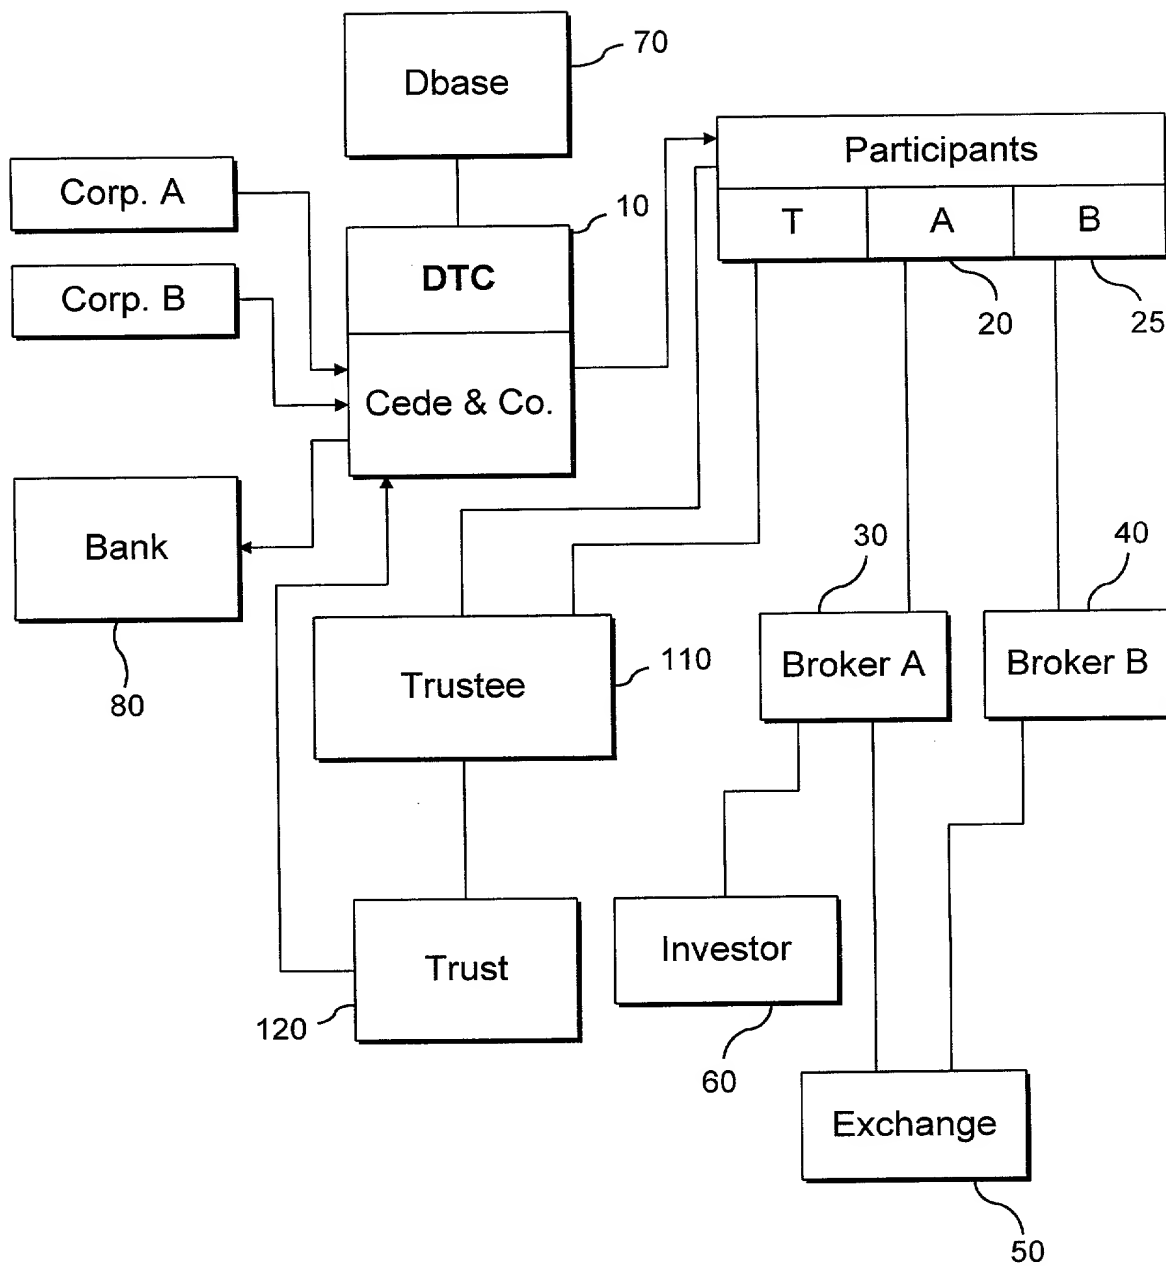 70
Dbase
Participants
Corp. A
10
T
A
B
DTC
Corp. B
20
25
Cede & Co.
Bank
30
40
Trustee
110
Broker A
Broker B
80
Trust
Investor
120
60
Exchange
50